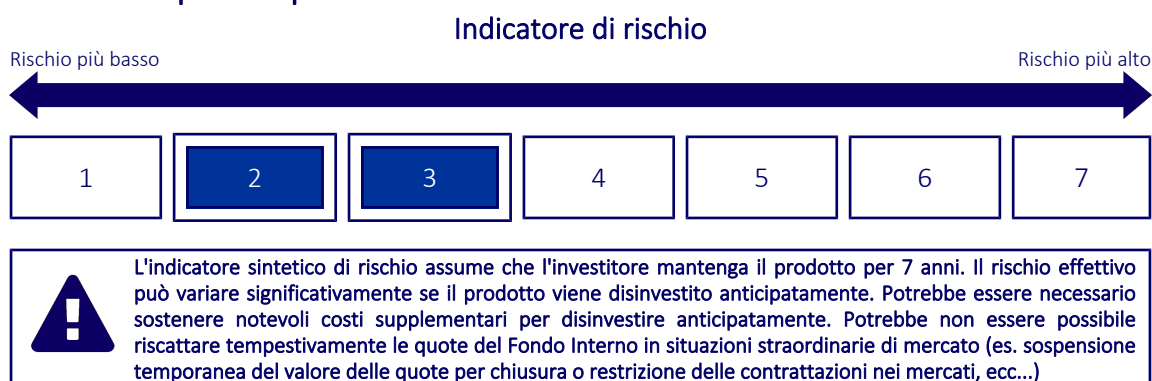 Indicatore di rischio
Rischio più basso
Rischio più alto
1 2 3 4 5 6 7
L'indicatore sintetico di rischio assume che l'investitore mantenga il prodotto per 7 anni. Il rischio effettivo
può variare significativamente se il prodotto viene disinvestito anticipatamente. Potrebbe essere necessario
sostenere notevoli costi supplementari per disinvestire anticipatamente. Potrebbe non essere possibile
riscattare tempestivamente le quote del Fondo Interno in situazioni straordinarie di mercato (es. sospensione
temporanea del valore delle quote per chiusura o restrizione delle contrattazioni nei mercati, ecc...)